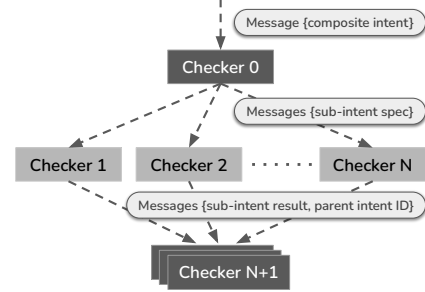 Message {composite intent}
Checker 0
Messages {sub-intent spec}
Checker 1
Checker 2
Checker N
Messages {sub-intent result, parent intent ID}
Checker N+1